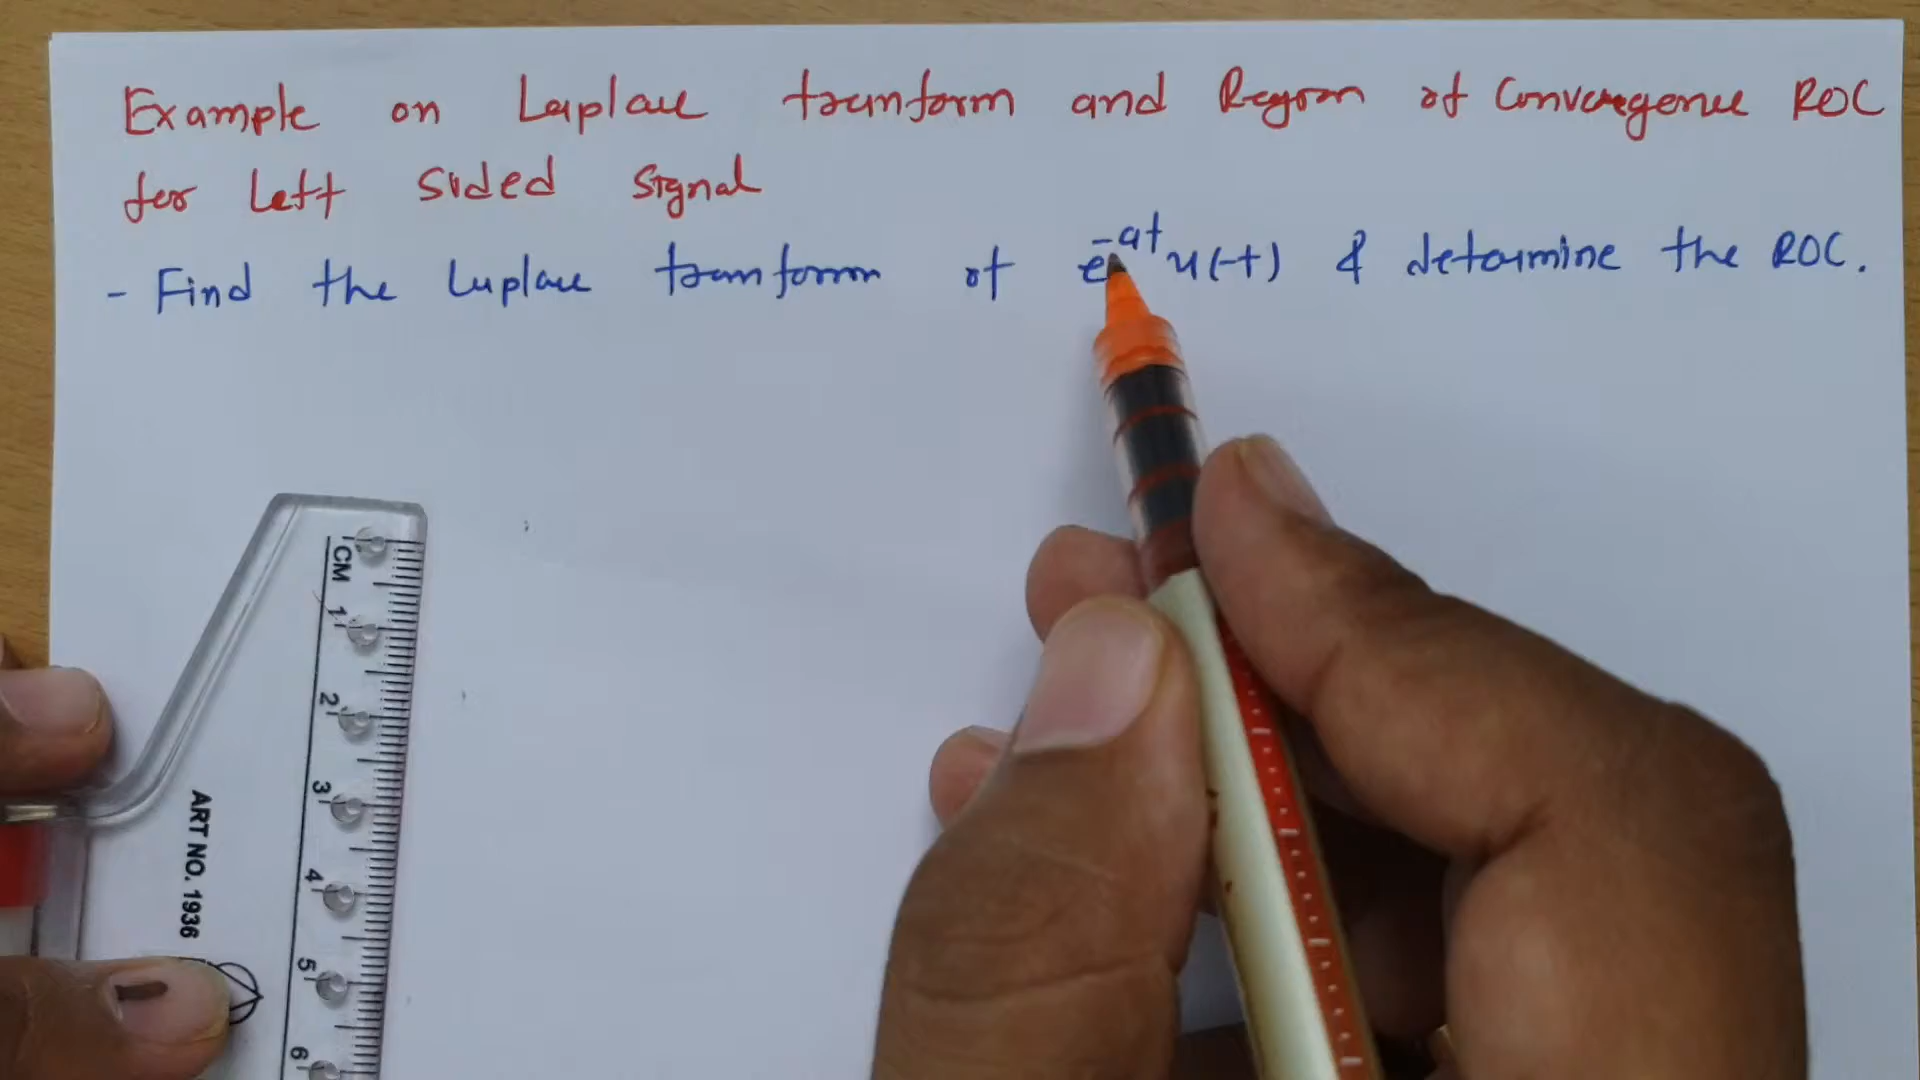 Example on Laplace transform and Region of Convergence ROC
for Left Sided Signal
- Find the Laplace transform of e^-at u(-t) & determine the ROC.
CM
1
2
3
4
5
6
ART NO. 1936